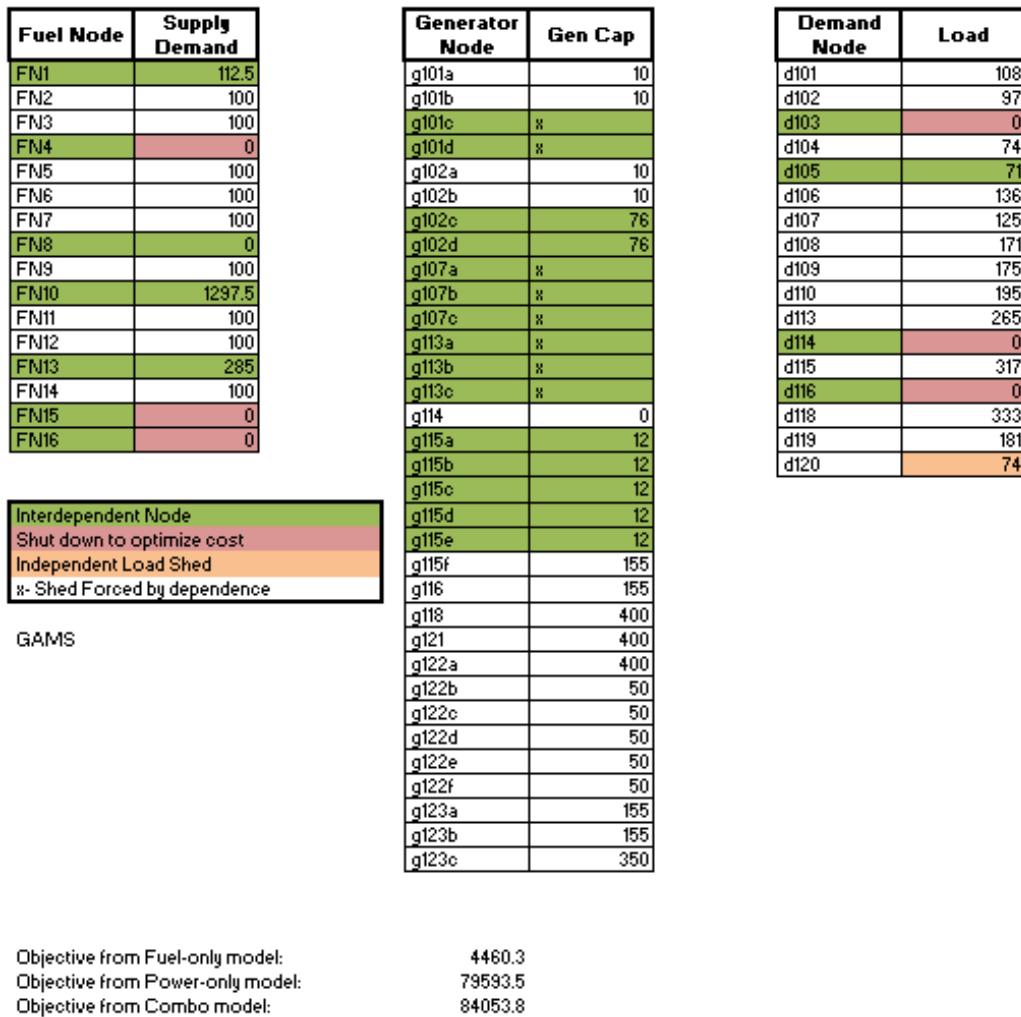 Fuel Node Supply Demand
FN1 112.5
FN2 100
FN3 100
FN4 0
FN5 100
FN6 100
FN7 100
FN8 0
FN9 100
FN10 1297.5
FN11 100
FN12 100
FN13 285
FN14 100
FN15 0
FN16 0
Interdependent Node
Shut down to optimize cost
Independent Load Shed
x- Shed Forced by dependence
GAMS
Generator Node Gen Cap
g101a 10
g101b 10
g101c x
g101d x
g102a 10
g102b 10
g102c 76
g102d 76
g107a x
g107b x
g107c x
g113a x
g113b x
g113c x
g114 0
g115a 12
g115b 12
g115c 12
g115d 12
g115e 12
g115f 155
g116 155
g118 400
g121 400
g122a 400
g122b 50
g122c 50
g122d 50
g122e 50
g122f 50
g123a 155
g123b 155
g123c 350
Demand Node Load
d101 108
d102 97
d103 0
d104 74
d105 71
d106 136
d107 125
d108 171
d109 175
d110 195
d113 265
d114 0
d115 317
d116 0
d118 333
d119 181
d120 74
Objective from Fuel-only model: 4460.3
Objective from Power-only model: 79593.5
Objective from Combo model: 84053.8